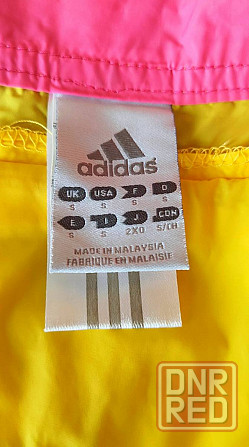 adidas
UK USA F D
S S S S
E I J CDN
S S 2XO S/CH
MADE IN MALAYSIA
FABRIQUE EN MALAISIE
DNR
RED